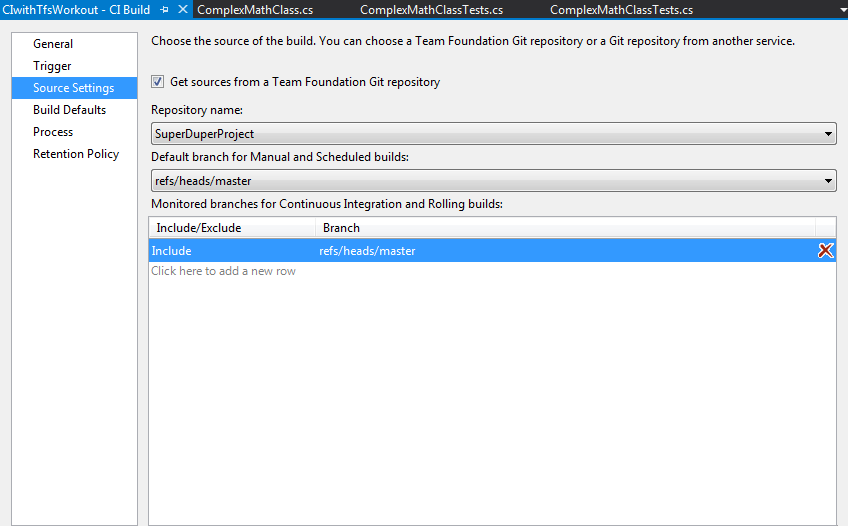 CIwithTfsWorkout - CI Build ComplexMathClass.cs ComplexMathClassTests.cs ComplexMathClassTests.cs
General
Trigger
Source Settings
Build Defaults
Process
Retention Policy
Choose the source of the build. You can choose a Team Foundation Git repository or a Git repository from another service.
Get sources from a Team Foundation Git repository
Repository name:
SuperDuperProject
Default branch for Manual and Scheduled builds:
refs/heads/master
Monitored branches for Continuous Integration and Rolling builds:
Include/Exclude Branch
Include refs/heads/master
Click here to add a new row